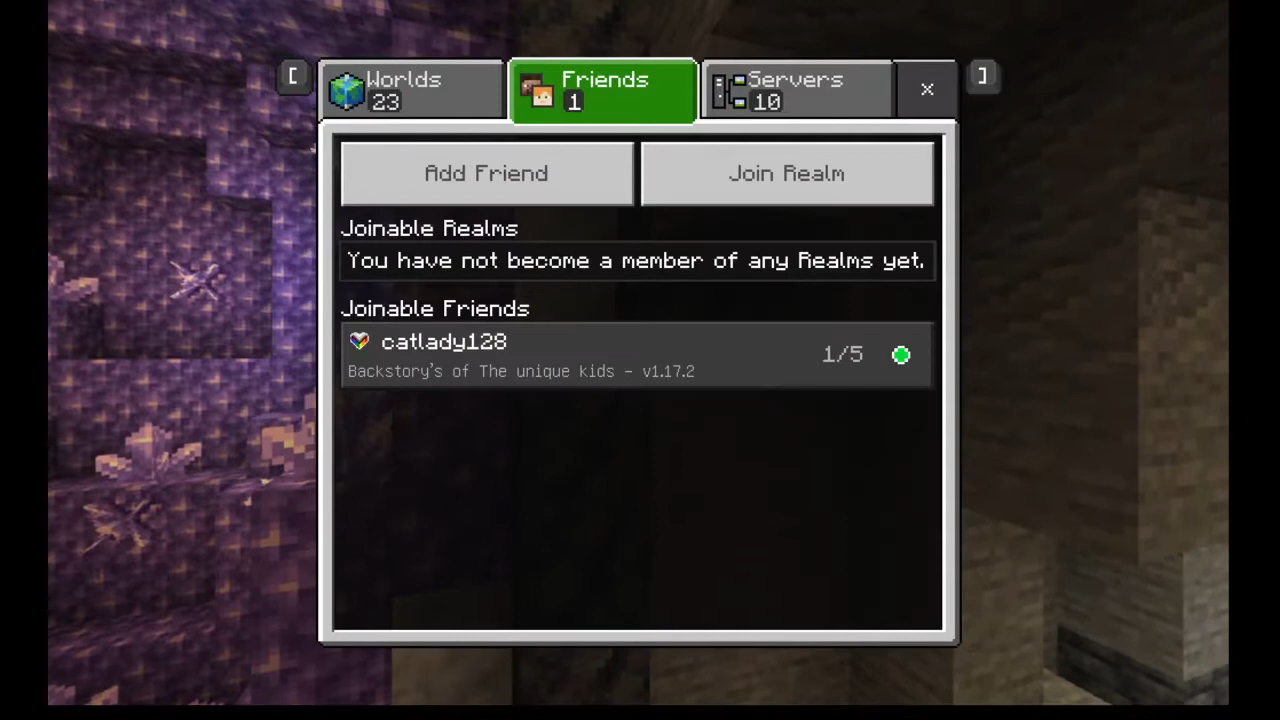 [
Worlds
23
Friends
1
Servers
10
×
]
Add Friend
Join Realm
Joinable Realms
You have not become a member of any Realms yet.
Joinable Friends
catlady128
1/5
Backstory's of The unique kids - v1.17.2